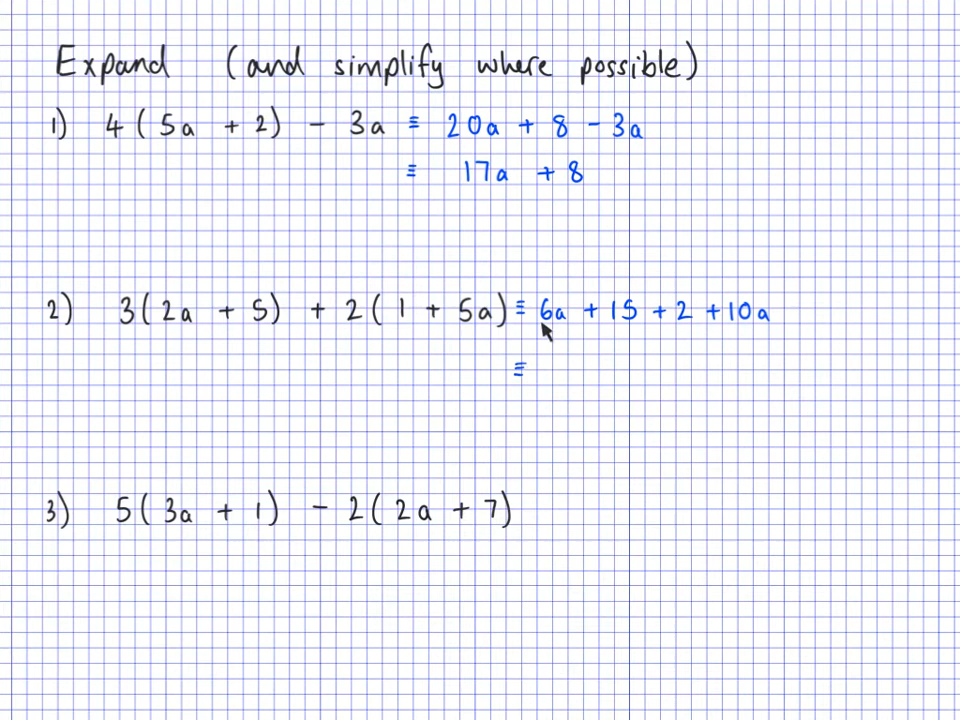 Expand (and simplify where possible)
1) 4(5a + 2) - 3a ≡ 20a + 8 - 3a
≡ 17a + 8
2) 3(2a + 5) + 2(1 + 5a) ≡ 6a + 15 + 2 + 10a
≡
3) 5(3a + 1) - 2(2a + 7)